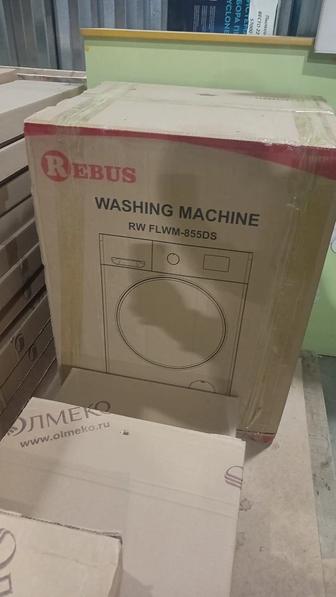 REBUS
WASHING MACHINE
RW FLWM-855DS
ОЛМЕКО
www.olmeko.ru